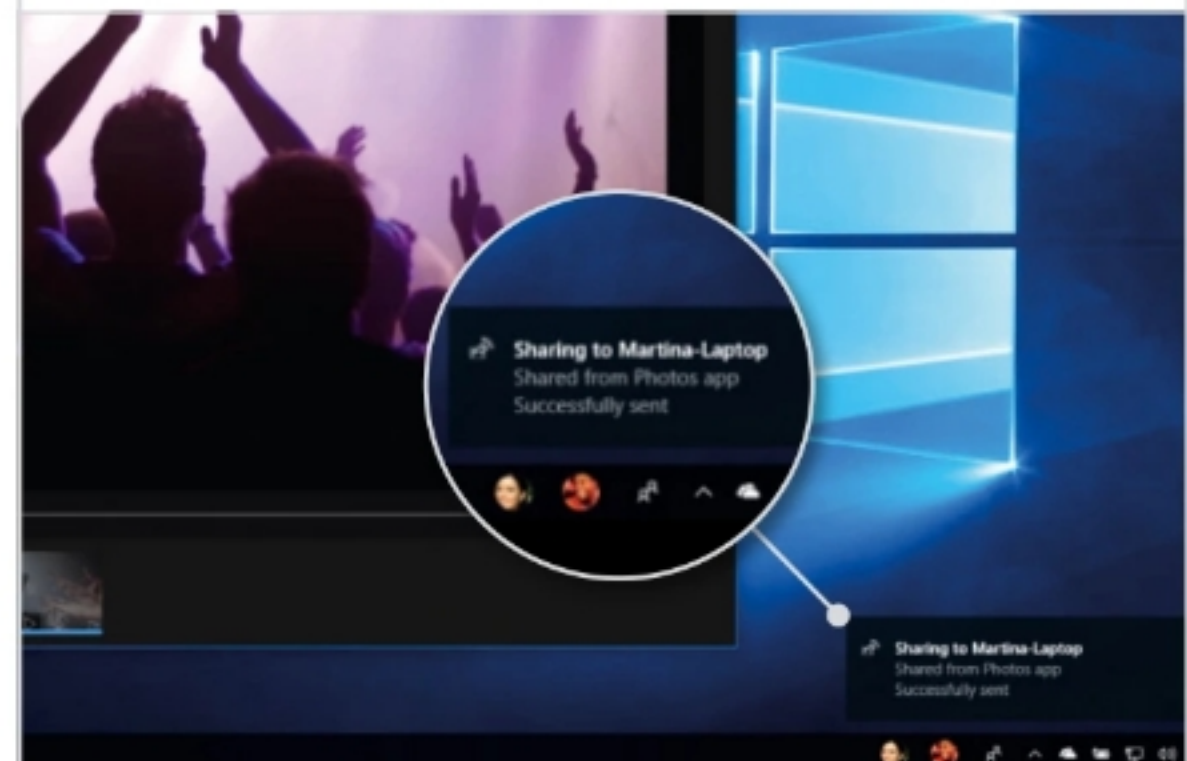 Sharing to Martina-Laptop
Shared from Photos app
Successfully sent
Sharing to Martina-Laptop
Shared from Photos app
Successfully sent